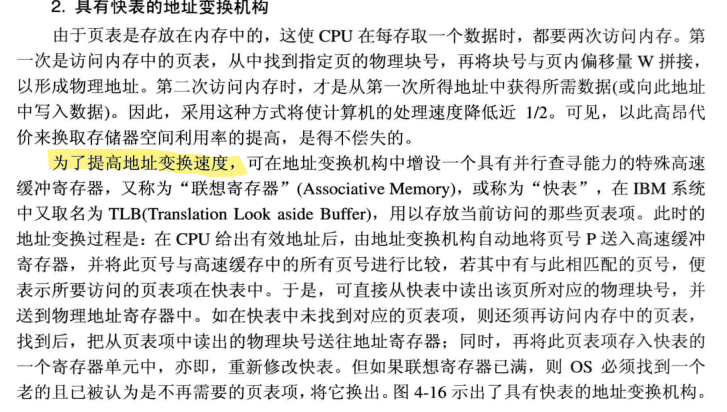 2. 具有快表的地址变换机构
由于页表是存放在内存中的，这使 CPU 在每存取一个数据时，都要两次访问内存。第
一次是访问内存中的页表，从中找到指定页的物理块号，再将块号与页内偏移量 W 拼接，
以形成物理地址。第二次访问内存时，才是从第一次所得地址中获得所需数据(或向此地址
中写入数据)。因此，采用这种方式将使计算机的处理速度降低近 1/2。可见，以此高昂代
价来换取存储器空间利用率的提高，是得不偿失的。
为了提高地址变换速度，可在地址变换机构中增设一个具有并行查寻能力的特殊高速
缓冲寄存器，又称为“联想寄存器”(Associative Memory)，或称为“快表”，在 IBM 系统
中又取名为 TLB(Translation Look aside Buffer)，用以存放当前访问的那些页表项。此时的
地址变换过程是：在 CPU 给出有效地址后，由地址变换机构自动地将页号 P 送入高速缓冲
寄存器，并将此页号与高速缓存中的所有页号进行比较，若其中有与此相匹配的页号，便
表示所要访问的页表项在快表中。于是，可直接从快表中读出该页所对应的物理块号，并
送到物理地址寄存器中。如在快表中未找到对应的页表项，则还须再访问内存中的页表，
找到后，把从页表项中读出的物理块号送往地址寄存器；同时，再将此页表项存入快表的
一个寄存器单元中，亦即，重新修改快表。但如果联想寄存器已满，则 OS 必须找到一个
老的且已被认为是不再需要的页表项，将它换出。图 4-16 示出了具有快表的地址变换机构。